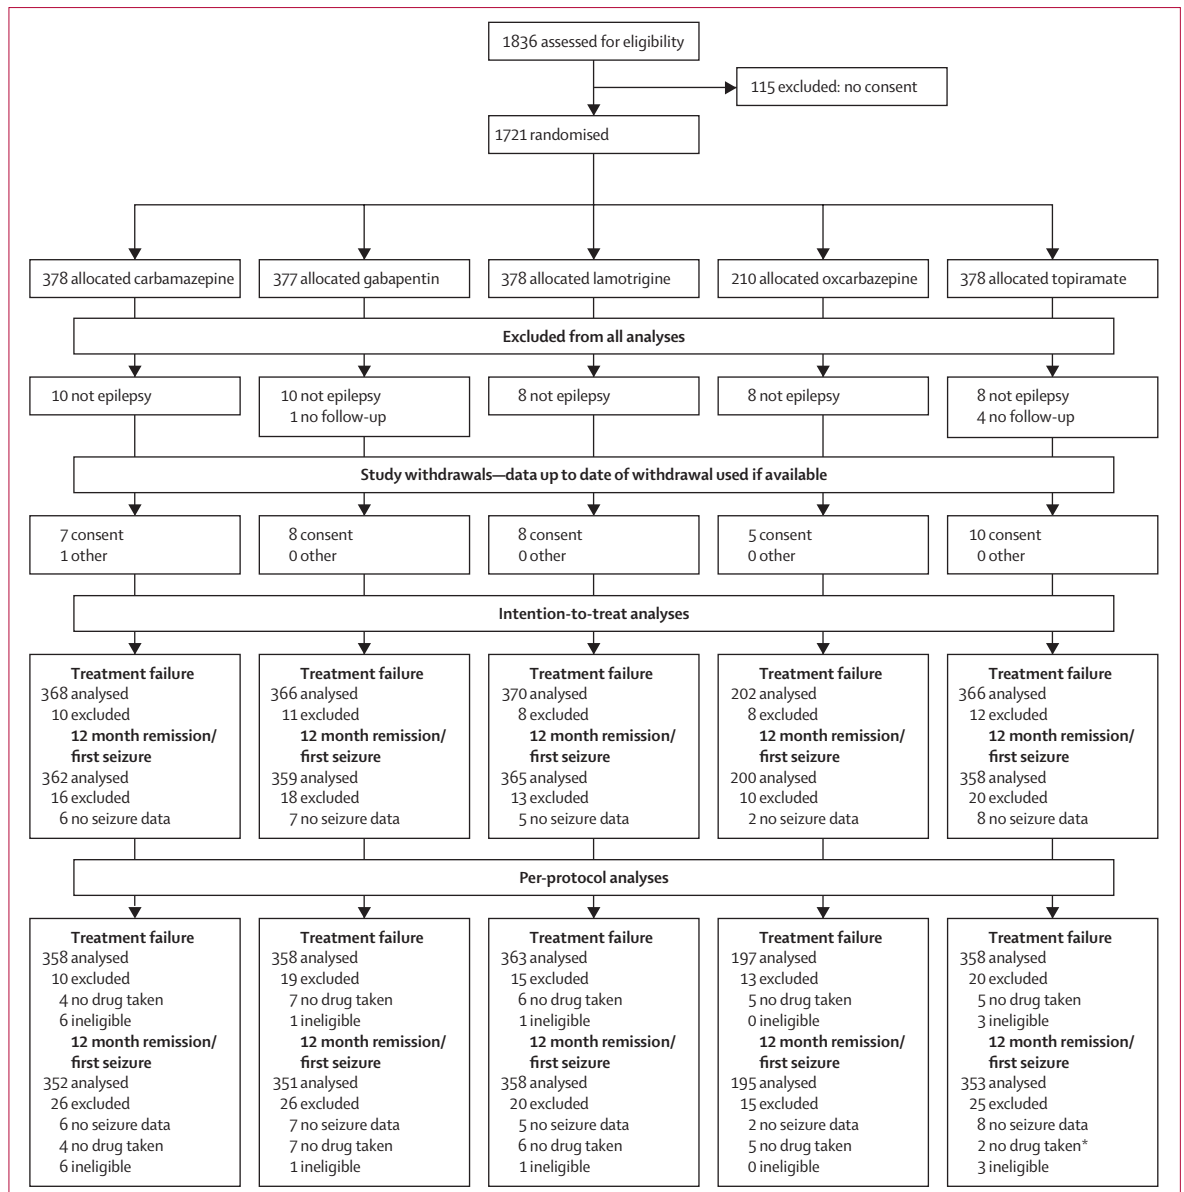 1836 assessed for eligibility
115 excluded: no consent
1721 randomised
378 allocated carbamazepine
377 allocated gabapentin
378 allocated lamotrigine
210 allocated oxcarbazepine
378 allocated topiramate
Excluded from all analyses
10 not epilepsy
10 not epilepsy
1 no follow-up
8 not epilepsy
8 not epilepsy
8 not epilepsy
4 no follow-up
Study withdrawals—data up to date of withdrawal used if available
7 consent
1 other
8 consent
0 other
8 consent
0 other
5 consent
0 other
10 consent
0 other
Intention-to-treat analyses
Treatment failure
368 analysed
10 excluded
12 month remission/
first seizure
362 analysed
16 excluded
6 no seizure data
Treatment failure
366 analysed
11 excluded
12 month remission/
first seizure
359 analysed
18 excluded
7 no seizure data
Treatment failure
370 analysed
8 excluded
12 month remission/
first seizure
365 analysed
13 excluded
5 no seizure data
Treatment failure
202 analysed
8 excluded
12 month remission/
first seizure
200 analysed
10 excluded
2 no seizure data
Treatment failure
366 analysed
12 excluded
12 month remission/
first seizure
358 analysed
20 excluded
8 no seizure data
Per-protocol analyses
Treatment failure
358 analysed
10 excluded
4 no drug taken
6 ineligible
12 month remission/
first seizure
352 analysed
26 excluded
6 no seizure data
4 no drug taken
6 ineligible
Treatment failure
358 analysed
19 excluded
7 no drug taken
1 ineligible
12 month remission/
first seizure
351 analysed
26 excluded
7 no seizure data
7 no drug taken
1 ineligible
Treatment failure
363 analysed
15 excluded
6 no drug taken
1 ineligible
12 month remission/
first seizure
358 analysed
20 excluded
5 no seizure data
6 no drug taken
1 ineligible
Treatment failure
197 analysed
13 excluded
5 no drug taken
0 ineligible
12 month remission/
first seizure
195 analysed
15 excluded
2 no seizure data
5 no drug taken
0 ineligible
Treatment failure
358 analysed
20 excluded
5 no drug taken
3 ineligible
12 month remission/
first seizure
353 analysed
25 excluded
8 no seizure data
2 no drug taken*
3 ineligible